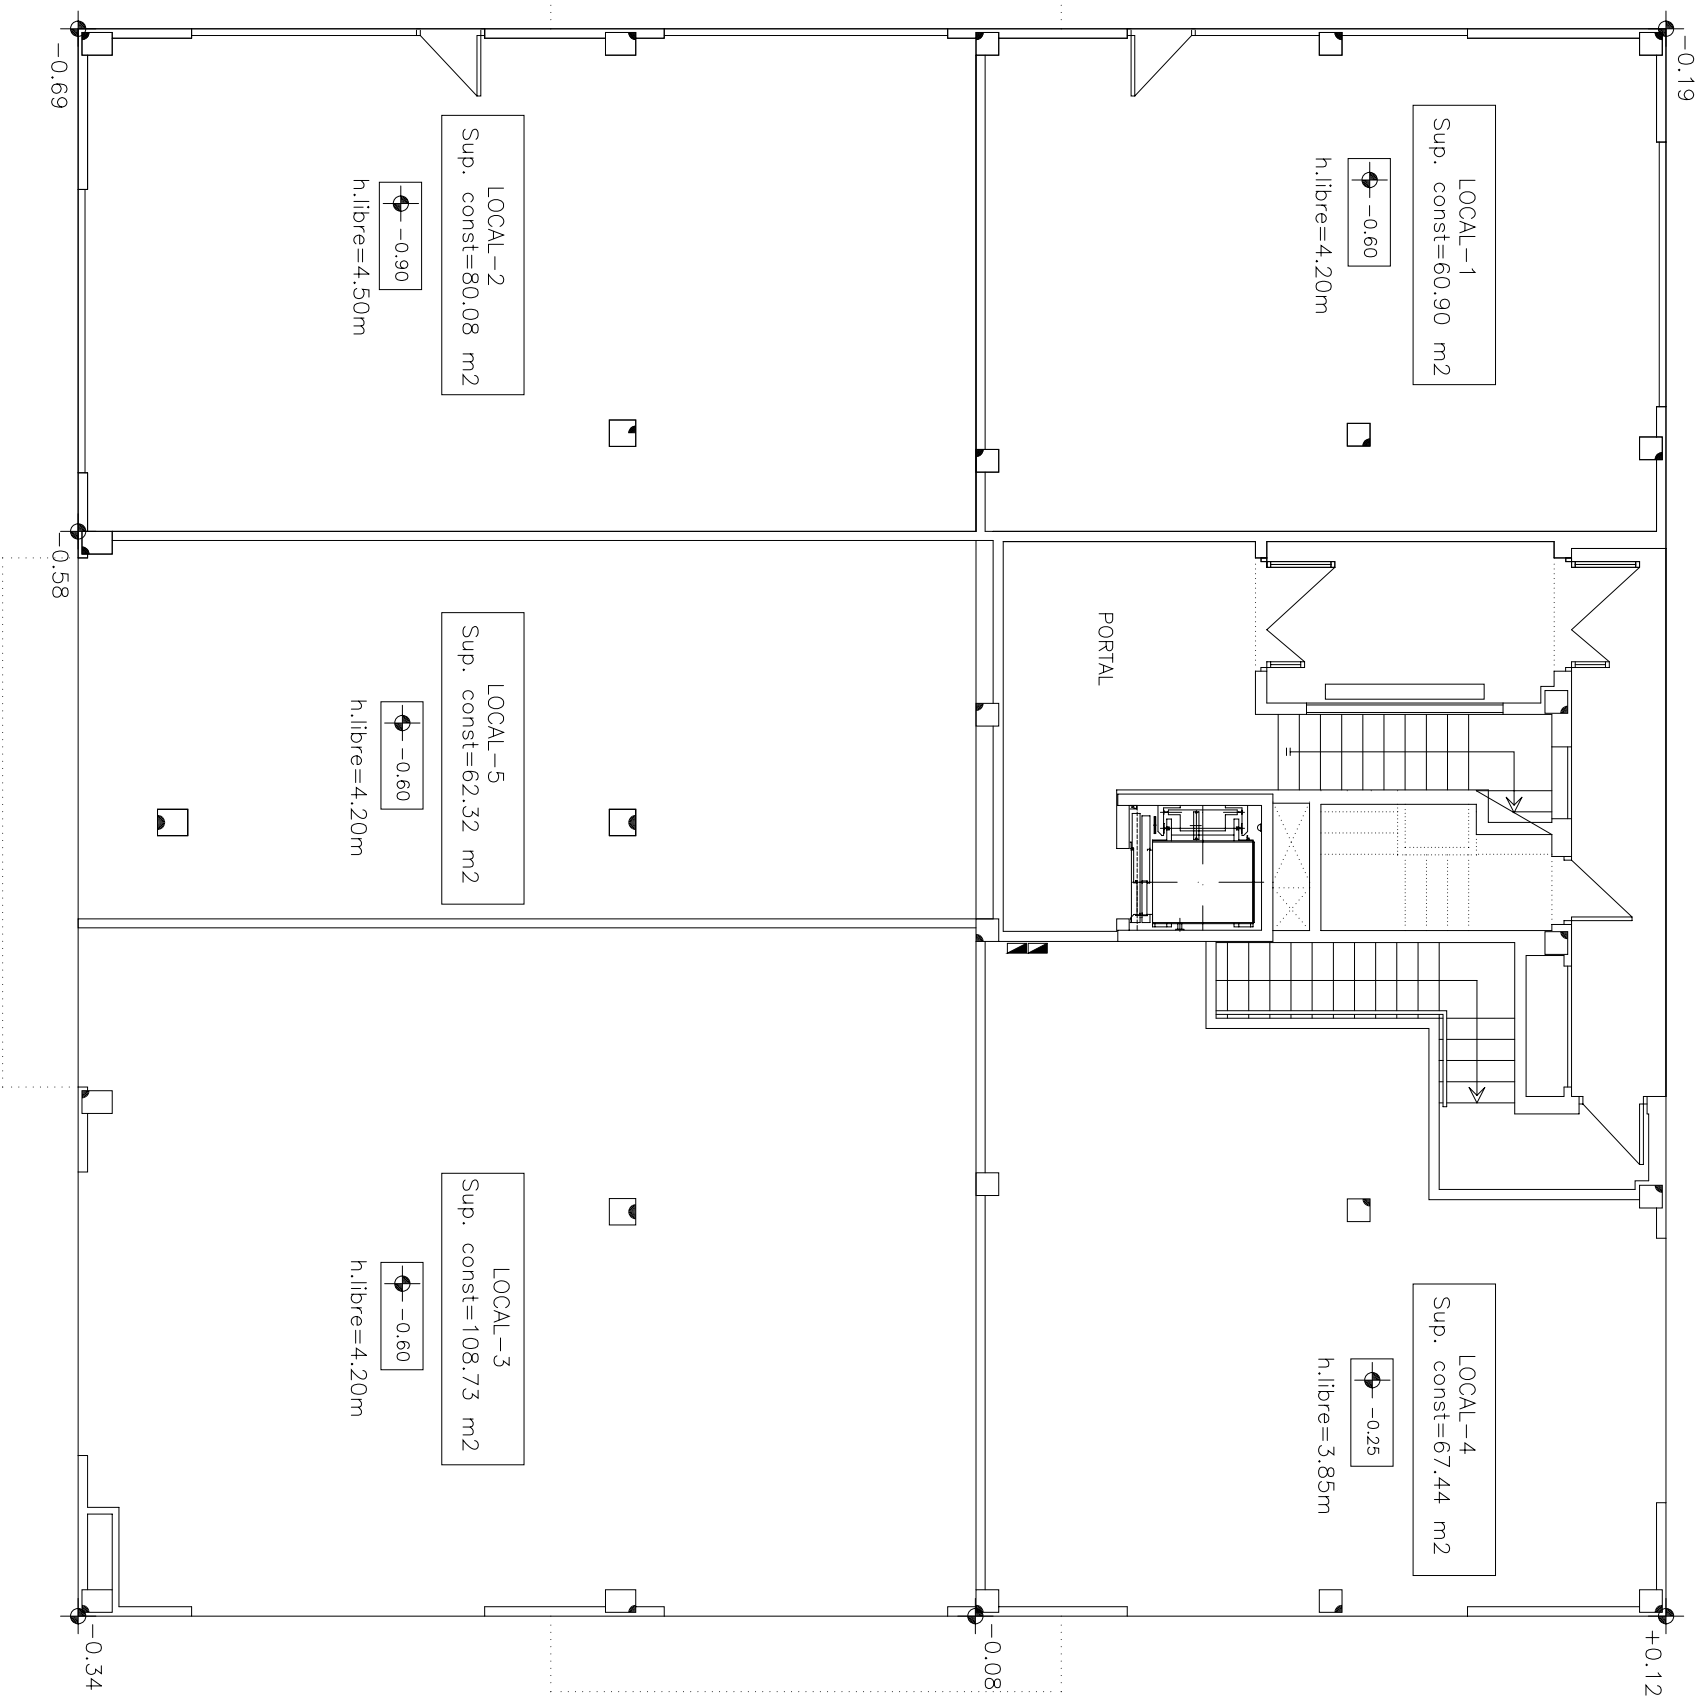 -0.19
LOCAL-1
Sup. const=60.90 m2
-0.60
h.libre=4.20m
-0.69
LOCAL-2
Sup. const=80.08 m2
-0.90
h.libre=4.50m
-0.58
PORTAL
LOCAL-5
Sup. const=62.32 m2
-0.60
h.libre=4.20m
LOCAL-4
Sup. const=67.44 m2
-0.25
h.libre=3.85m
LOCAL-3
Sup. const=108.73 m2
-0.60
h.libre=4.20m
+0.12
-0.08
-0.34